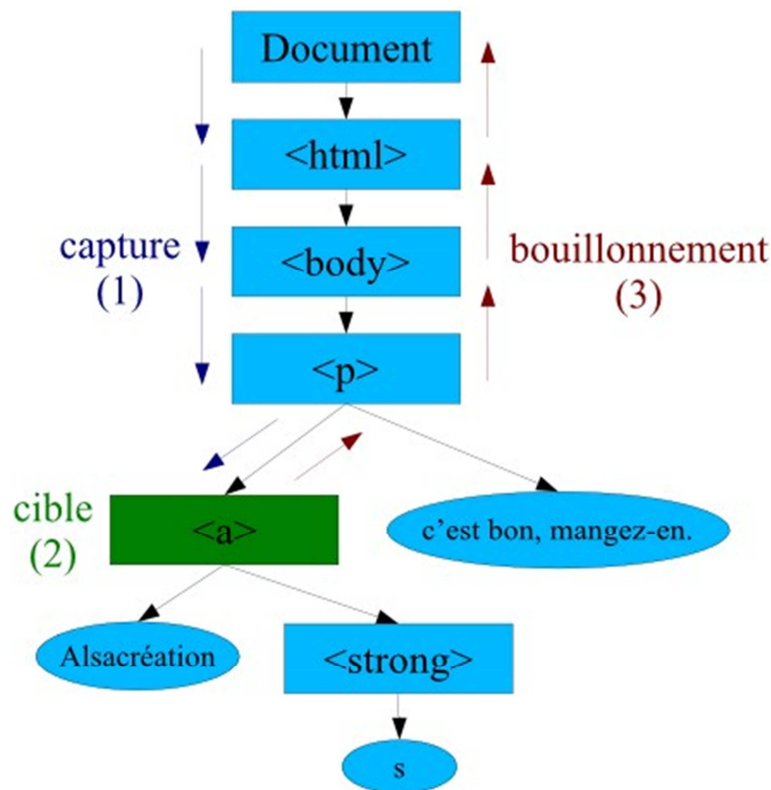 Document
<html>
capture
(1)
<body>
bouillonnement
(3)
<p>
cible
(2)
<a>
c’est bon, mangez-en.
Alsacréation
<strong>
s